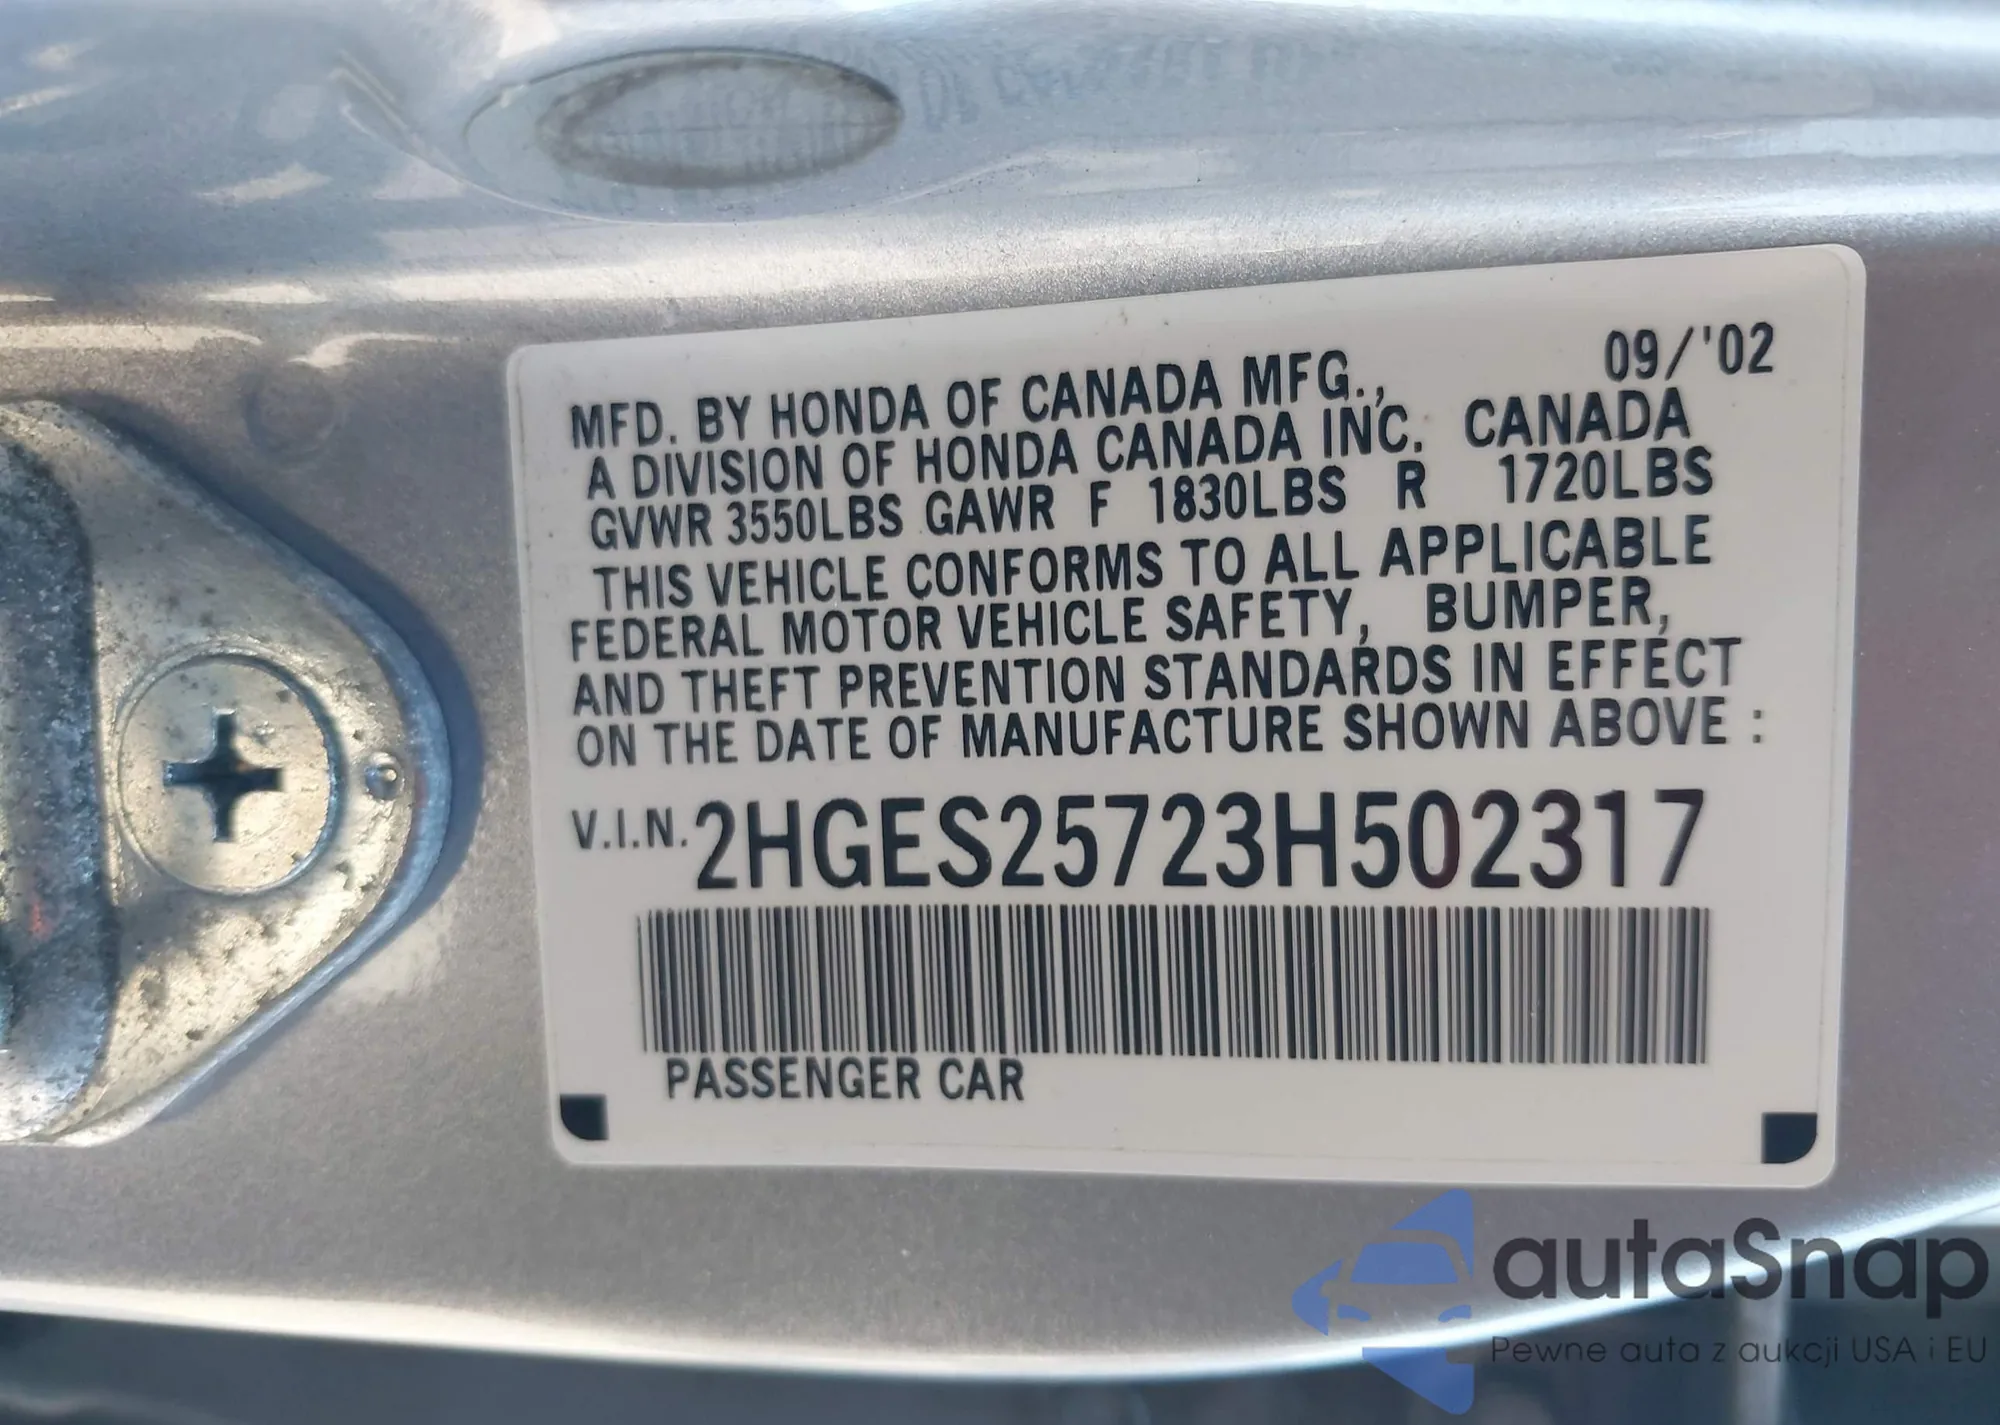 09/'02
MFD. BY HONDA OF CANADA MFG.,
A DIVISION OF HONDA CANADA INC. CANADA
GVWR 3550LBS GAWR F 1830LBS R 1720LBS
THIS VEHICLE CONFORMS TO ALL APPLICABLE
FEDERAL MOTOR VEHICLE SAFETY, BUMPER,
AND THEFT PREVENTION STANDARDS IN EFFECT
ON THE DATE OF MANUFACTURE SHOWN ABOVE :
V.I.N. 2HGES25723H502317
PASSENGER CAR
autaSnap
Pewne auta z aukcji USA i EU